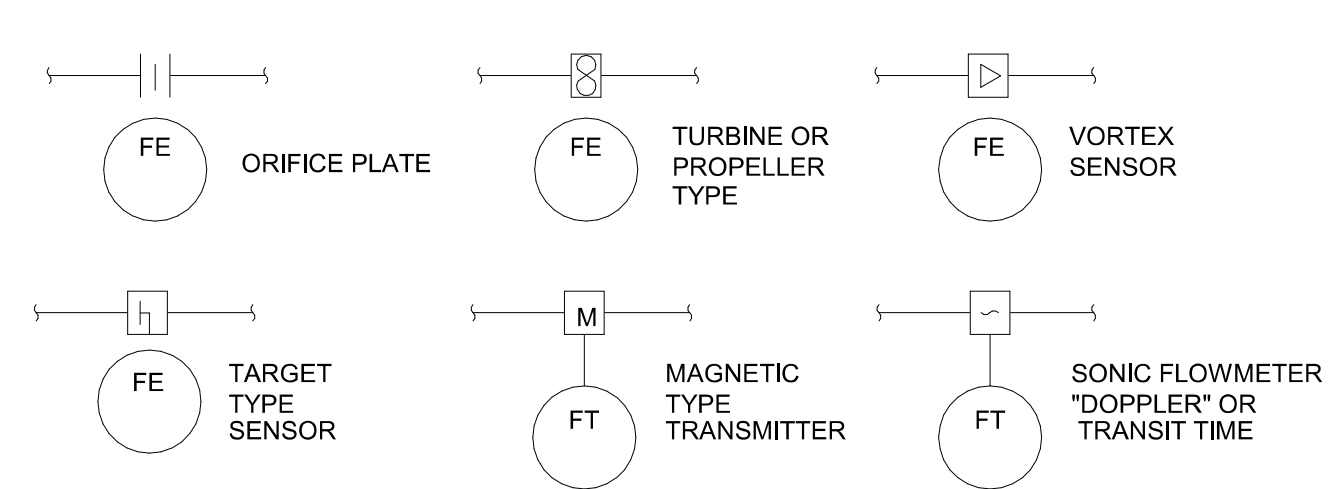 FE
ORIFICE PLATE
FE
TURBINE OR
PROPELLER
TYPE
FE
VORTEX
SENSOR
FE
TARGET
TYPE
SENSOR
M
FT
MAGNETIC
TYPE
TRANSMITTER
FT
SONIC FLOWMETER
"DOPPLER" OR
TRANSIT TIME